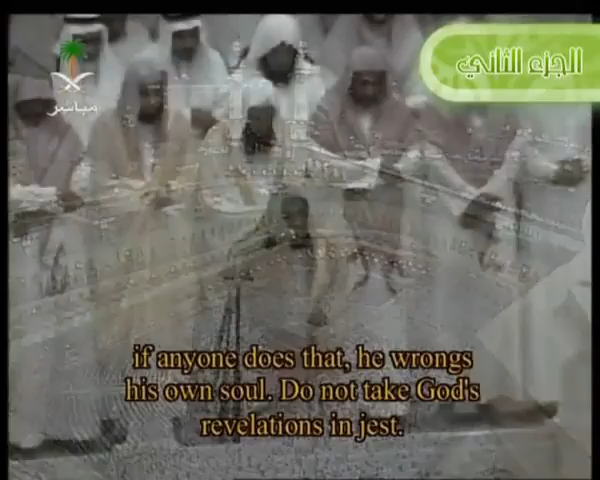 الجزء الثاني
مباشر
if anyone does that, he wrongs
his own soul. Do not take God's
revelations in jest.